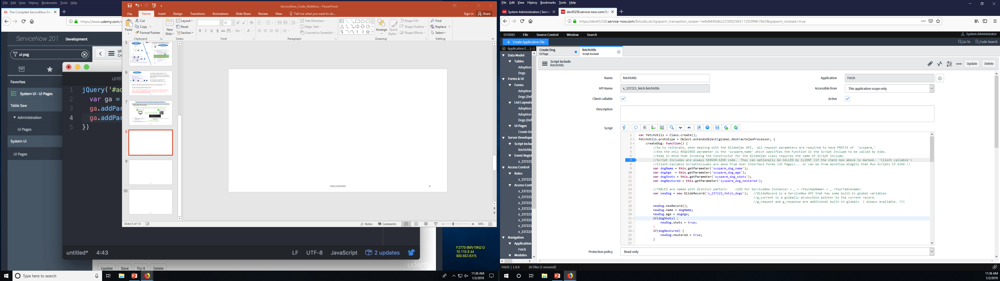 File Edit View History Bookmarks Tools Help
The Complete ServiceNow De
https://www.udemy.com/s
ServiceNow 201 Development
ui pag
UI
Favorites
System UI - UI Pages
Table Saw
Administration
UI Pages
System UI
UI Pages
1 jQuery('#ad
2 var ga =
3 ga.addPar
4 ga.addPar
5 })
untitled* 4:43 LF UTF-8 JavaScript 2 updates
Update Save Try It Delete
udemy
ServiceNow_Code_Walkthru - PowerPoint
File Home Insert Design Transitions Animations Slide Show Review View Tell me what you want to do... Sign in Share
Paste Cut Copy Format Painter
Clipboard
New Slide Layout Reset Section
Slides
18
Font
Text Direction Align Text Convert to SmartArt
Paragraph
Arrange Quick Styles Shape Fill Shape Outline Shape Effects
Drawing
Find Replace Select
Editing
5
6
7
Show Me The Code!
8
9
10
UNCLASSIFIED 8
Slide 8 of 10 Notes Comments 66%
F2770-8MV19N2-D
10.110.8.44
800-663-8315
Type here to search
11:36 AM
1/2/2019
File Edit View History Bookmarks Tools Help
System Administration | Service
dev65258.service-now.com/$st
https://dev65258.service-now.com/$studio.do?sysparm_transaction_scope=1e4b8440db22230025651120399619d3&sysparm_nostack=true
STUDIO File Source Control Window Search System Administrator
Create Application File Go To Code Search
Application E...
Data Model
Tables
Adoption
Dogs
Forms & UI
Forms
Adoption
Dogs [Def
List Layouts
Adoption
Adoption
Dogs [Def
UI Pages
Create Do
Server Developm
Script Includ
fetchUtils
Event Regist
x_237223
Access Control
Roles
x_237223
Access Cont
x_237223
x_237223
x_237223
x_237223
x_237223
x_237223
x_237223
x_237223
Navigation
Application
Fetch
Modules
Create Dog
UI Page
fetchUtils
Script Include
Script Include
fetchUtils
Update Delete
Name fetchUtils
Application Fetch
API Name x_237223_fetch.fetchUtils
Accessible from This application scope only
Client callable
Active
Description
Script
1 var fetchUtils = Class.create();
2 fetchUtils.prototype = Object.extendsObject(global.AbstractAjaxProcessor, {
3 createDog: function() {
4 //So to reiterate, when dealing with the GlideAjax API, all request parameters are required to have PREFIX of 'sysparm_'
5 //And the only REQUIRED parameter is the 'sysparm_name' which specifies the Function in the Script Include to be called by Ajax.
6 //Keep in mind that invoking the Constructor for the GlideAjax class requires the name of Script Include.
7 //Script Includes are always SERVER-SIDE code. They can optionally be CALLED by CLIENT (if the check box above is marked. 'Client callable')
8 //Client-Callable ScriptIncludes are done from User Interface Forms (UI Pages)... or can be from Workflow Widgits that Run Scripts if AJAX !!
9 var dogName = this.getParameter('sysparm_dog_name');
10 var dogAge = this.getParameter('sysparm_dog_age');
11 var dogShots = this.getParameter('sysparm_dog_shots');
12 var dogNeutured = this.getParameter('sysparm_dog_neutered');
13
14 //TABLES are named with distinct pattern: <UID for ServiceNow Instance> + _ + <YourAppName> + _ <YourTablename>
15 var newDog = new GlideRecord('x_237223_fetch_dogs'); //GlideRecord is a ServiceNow API that has some built-in global variables
16 //g_current is a globally accessible pointer to the current record.
17 //g_request and g_response are additional built-in globals ( always available. ??)
18 newDog.newRecord();
19 newDog.name = dogName;
20 newDog.age = dogAge;
21 if(dogShots) {
22 newDog.shots = true;
23 }
24 if(dogNeutured) {
25 newDog.neutered = true;
26 }
27
Protection policy Read-only
Fetch | 1.0.0 26 Files (1 unsaved)
11:36 AM
1/2/2019